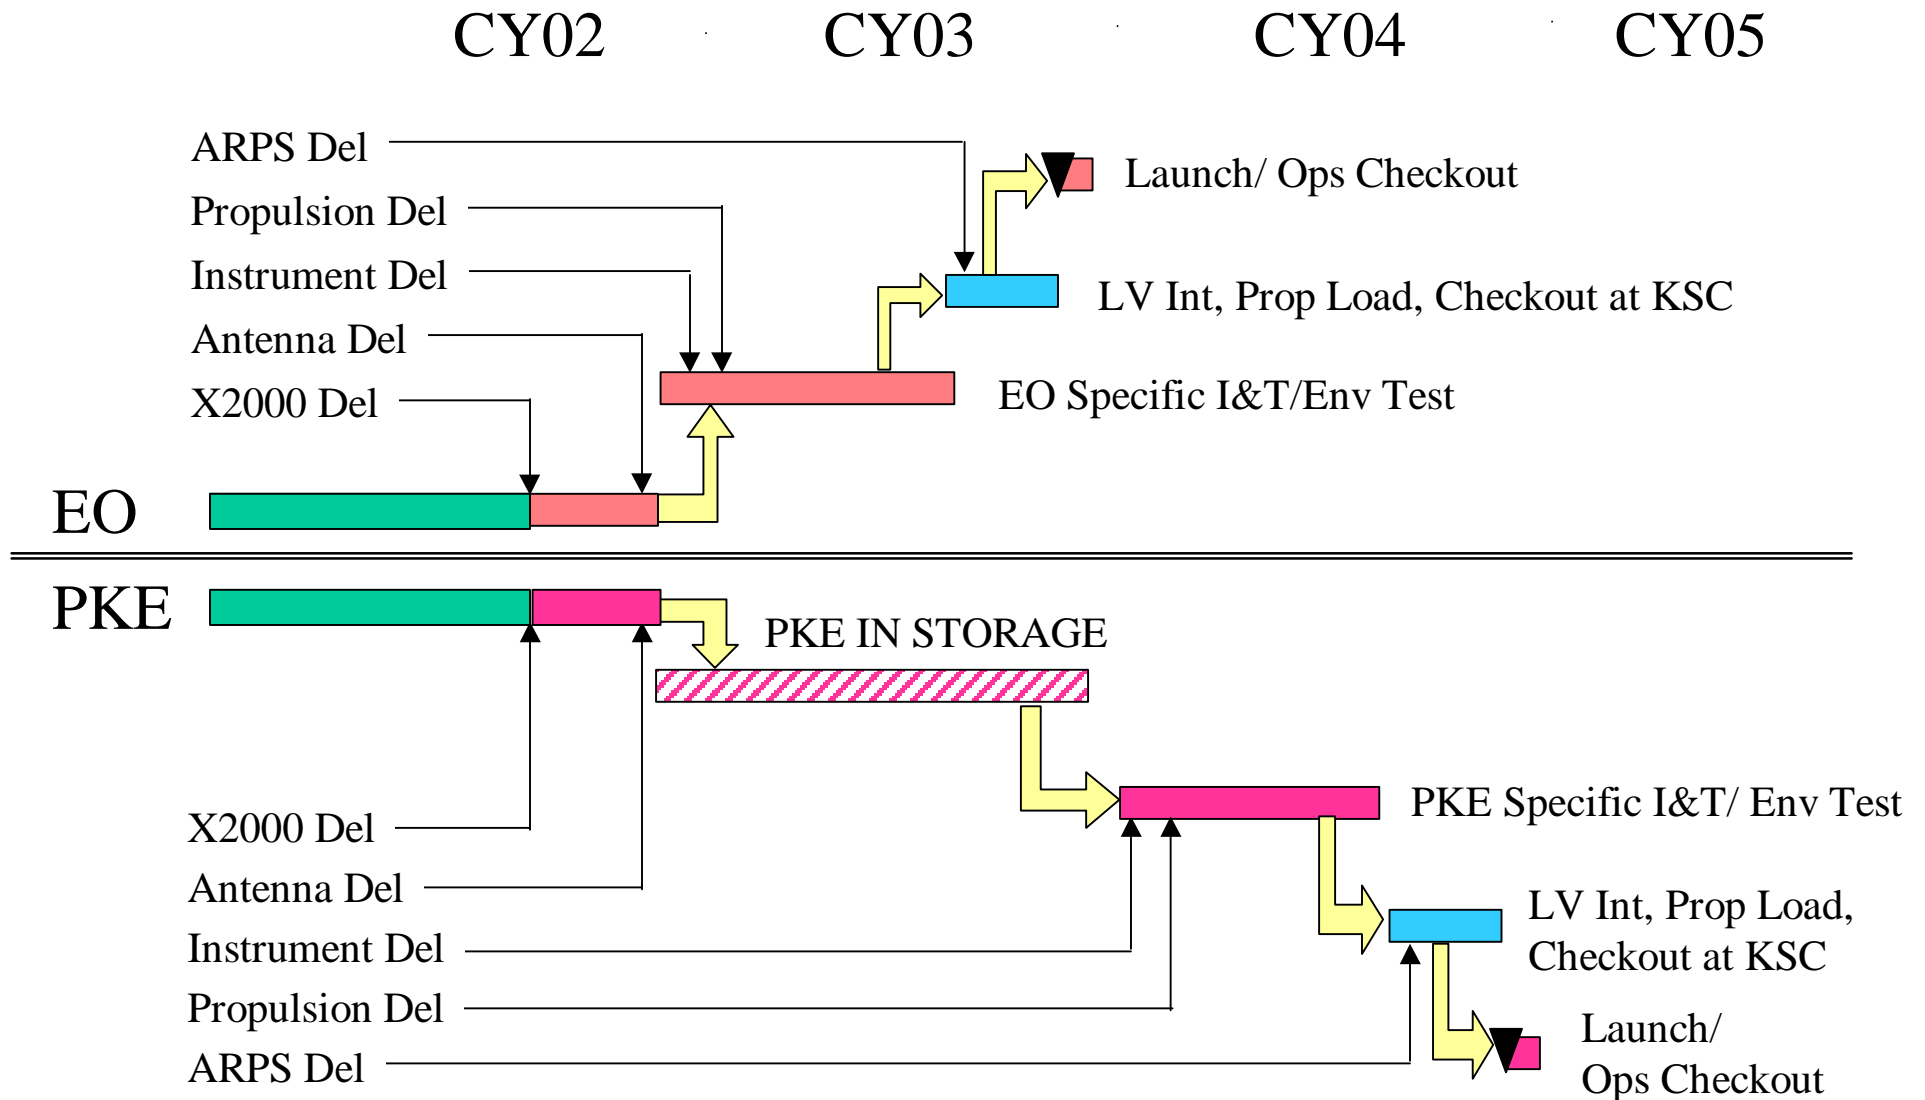 CY02 CY03 CY04 CY05
ARPS Del
Launch/ Ops Checkout
Propulsion Del
Instrument Del
LV Int, Prop Load, Checkout at KSC
Antenna Del
X2000 Del
EO Specific I&T/Env Test
EO
PKE
PKE IN STORAGE
X2000 Del
PKE Specific I&T/ Env Test
Antenna Del
LV Int, Prop Load,
Checkout at KSC
Instrument Del
Propulsion Del
Launch/
Ops Checkout
ARPS Del